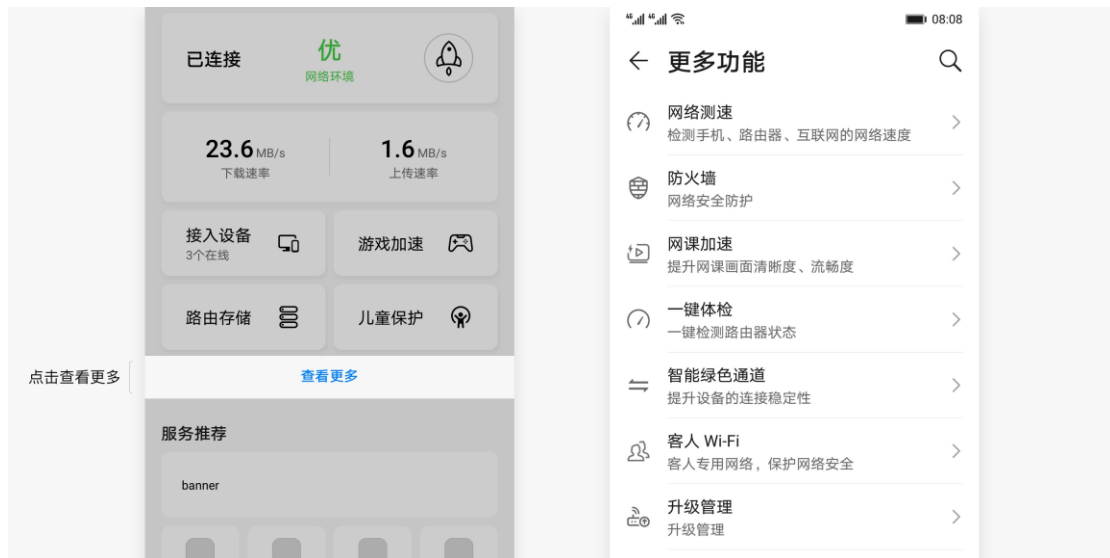 已连接
优
网络环境
23.6 MB/s
下载速率
1.6 MB/s
上传速率
接入设备
3个在线
游戏加速
路由存储
儿童保护
点击查看更多
查看更多
服务推荐
banner
4G 4G 08:08
更多功能
网络测速
检测手机、路由器、互联网的网络速度
防火墙
网络安全防护
网课加速
提升网课画面清晰度、流畅度
一键体检
一键检测路由器状态
智能绿色通道
提升设备的连接稳定性
客人 Wi-Fi
客人专用网络，保护网络安全
升级管理
升级管理